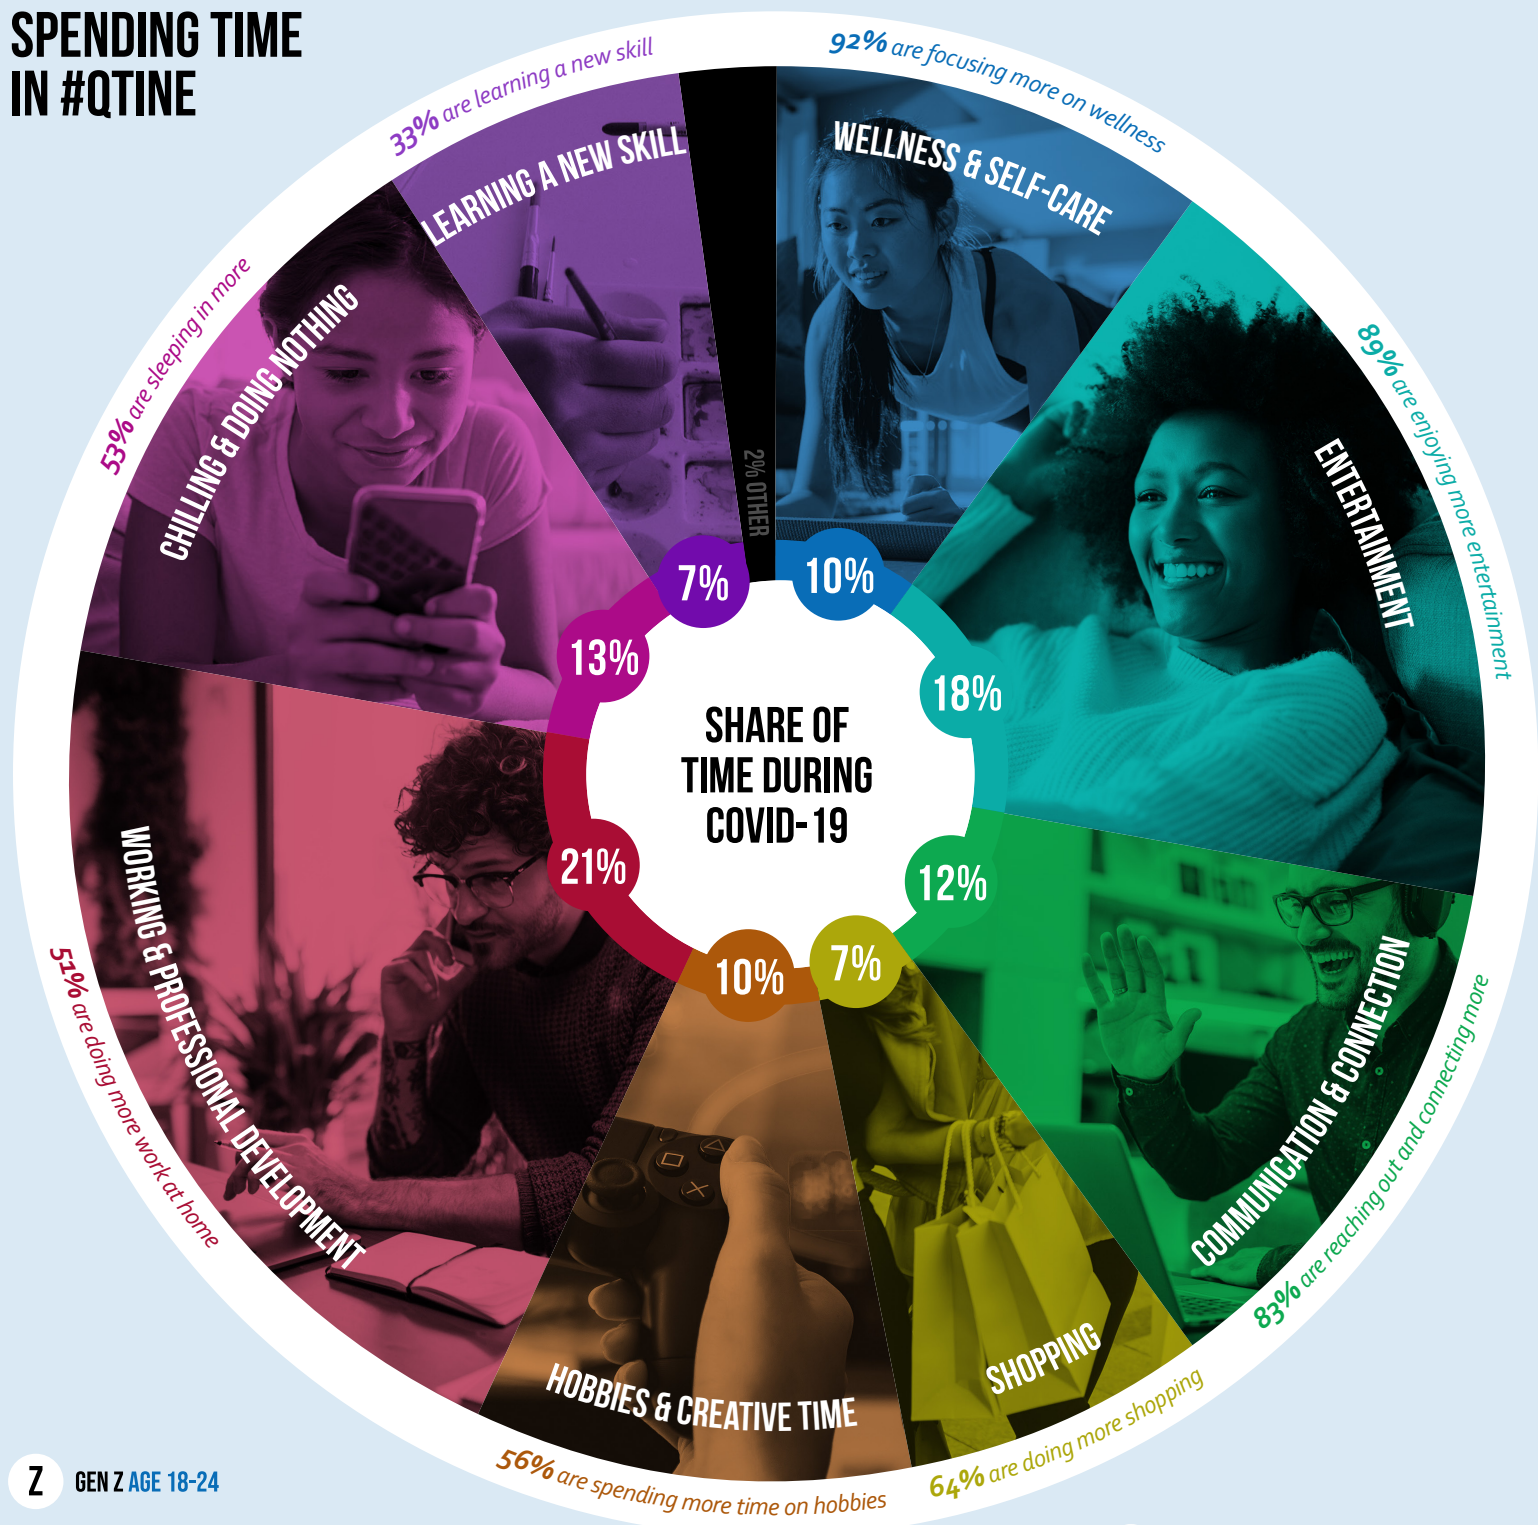 SPENDING TIME
IN #QTINE
92% are focusing more on wellness
WELLNESS & SELF-CARE
10%
89% are enjoying more entertainment
ENTERTAINMENT
18%
83% are reaching out and connecting more
COMMUNICATION & CONNECTION
12%
64% are doing more shopping
SHOPPING
7%
56% are spending more time on hobbies
HOBBIES & CREATIVE TIME
10%
51% are doing more work at home
WORKING & PROFESSIONAL DEVELOPMENT
21%
53% are sleeping in more
CHILLING & DOING NOTHING
13%
33% are learning a new skill
LEARNING A NEW SKILL
7%
2% OTHER
SHARE OF
TIME DURING
COVID-19
Z
GEN Z AGE 18-24